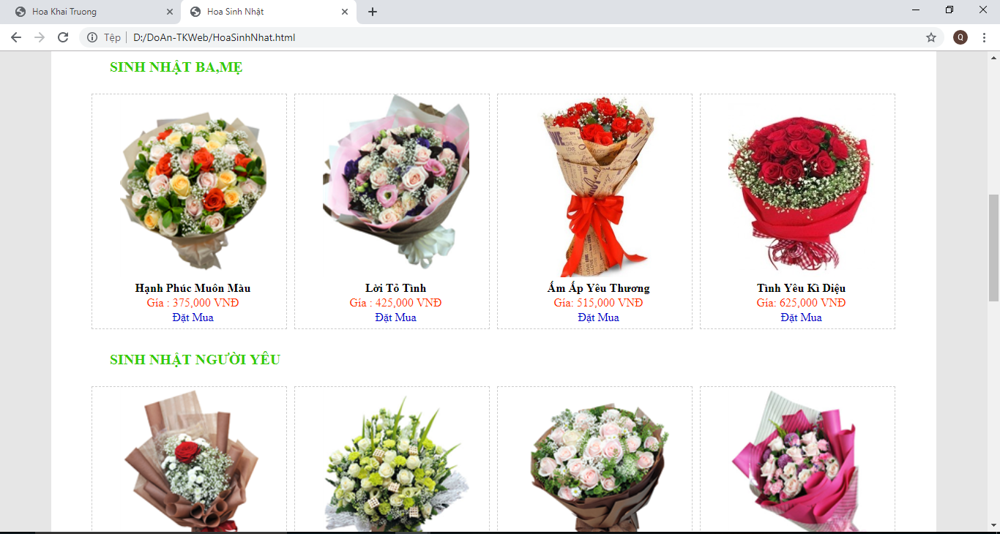 Hoa Khai Truong
Hoa Sinh Nhật
Tệp
D:/DoAn-TKWeb/HoaSinhNhat.html
Q
SINH NHẬT BA,MẸ
Hạnh Phúc Muôn Màu
Gía : 375,000 VNĐ
Đặt Mua
Lời Tỏ Tình
Gía : 425,000 VNĐ
Đặt Mua
Ấm Ấp Yêu Thương
Gía: 515,000 VNĐ
Đặt Mua
Tình Yêu Kì Diệu
Gía: 625,000 VNĐ
Đặt Mua
SINH NHẬT NGƯỜI YÊU